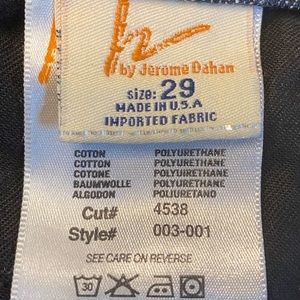 by Jerome Dahan
size: 29
MADE IN U.S.A
IMPORTED FABRIC
COTON POLYURETHANE
COTTON POLYURETHANE
COTONE POLYURETHANE
BAUMWOLLE POLYURETHANE
ALGODON POLIURETANO
Cut# 4538
Style# 003-001
SEE CARE ON REVERSE
30